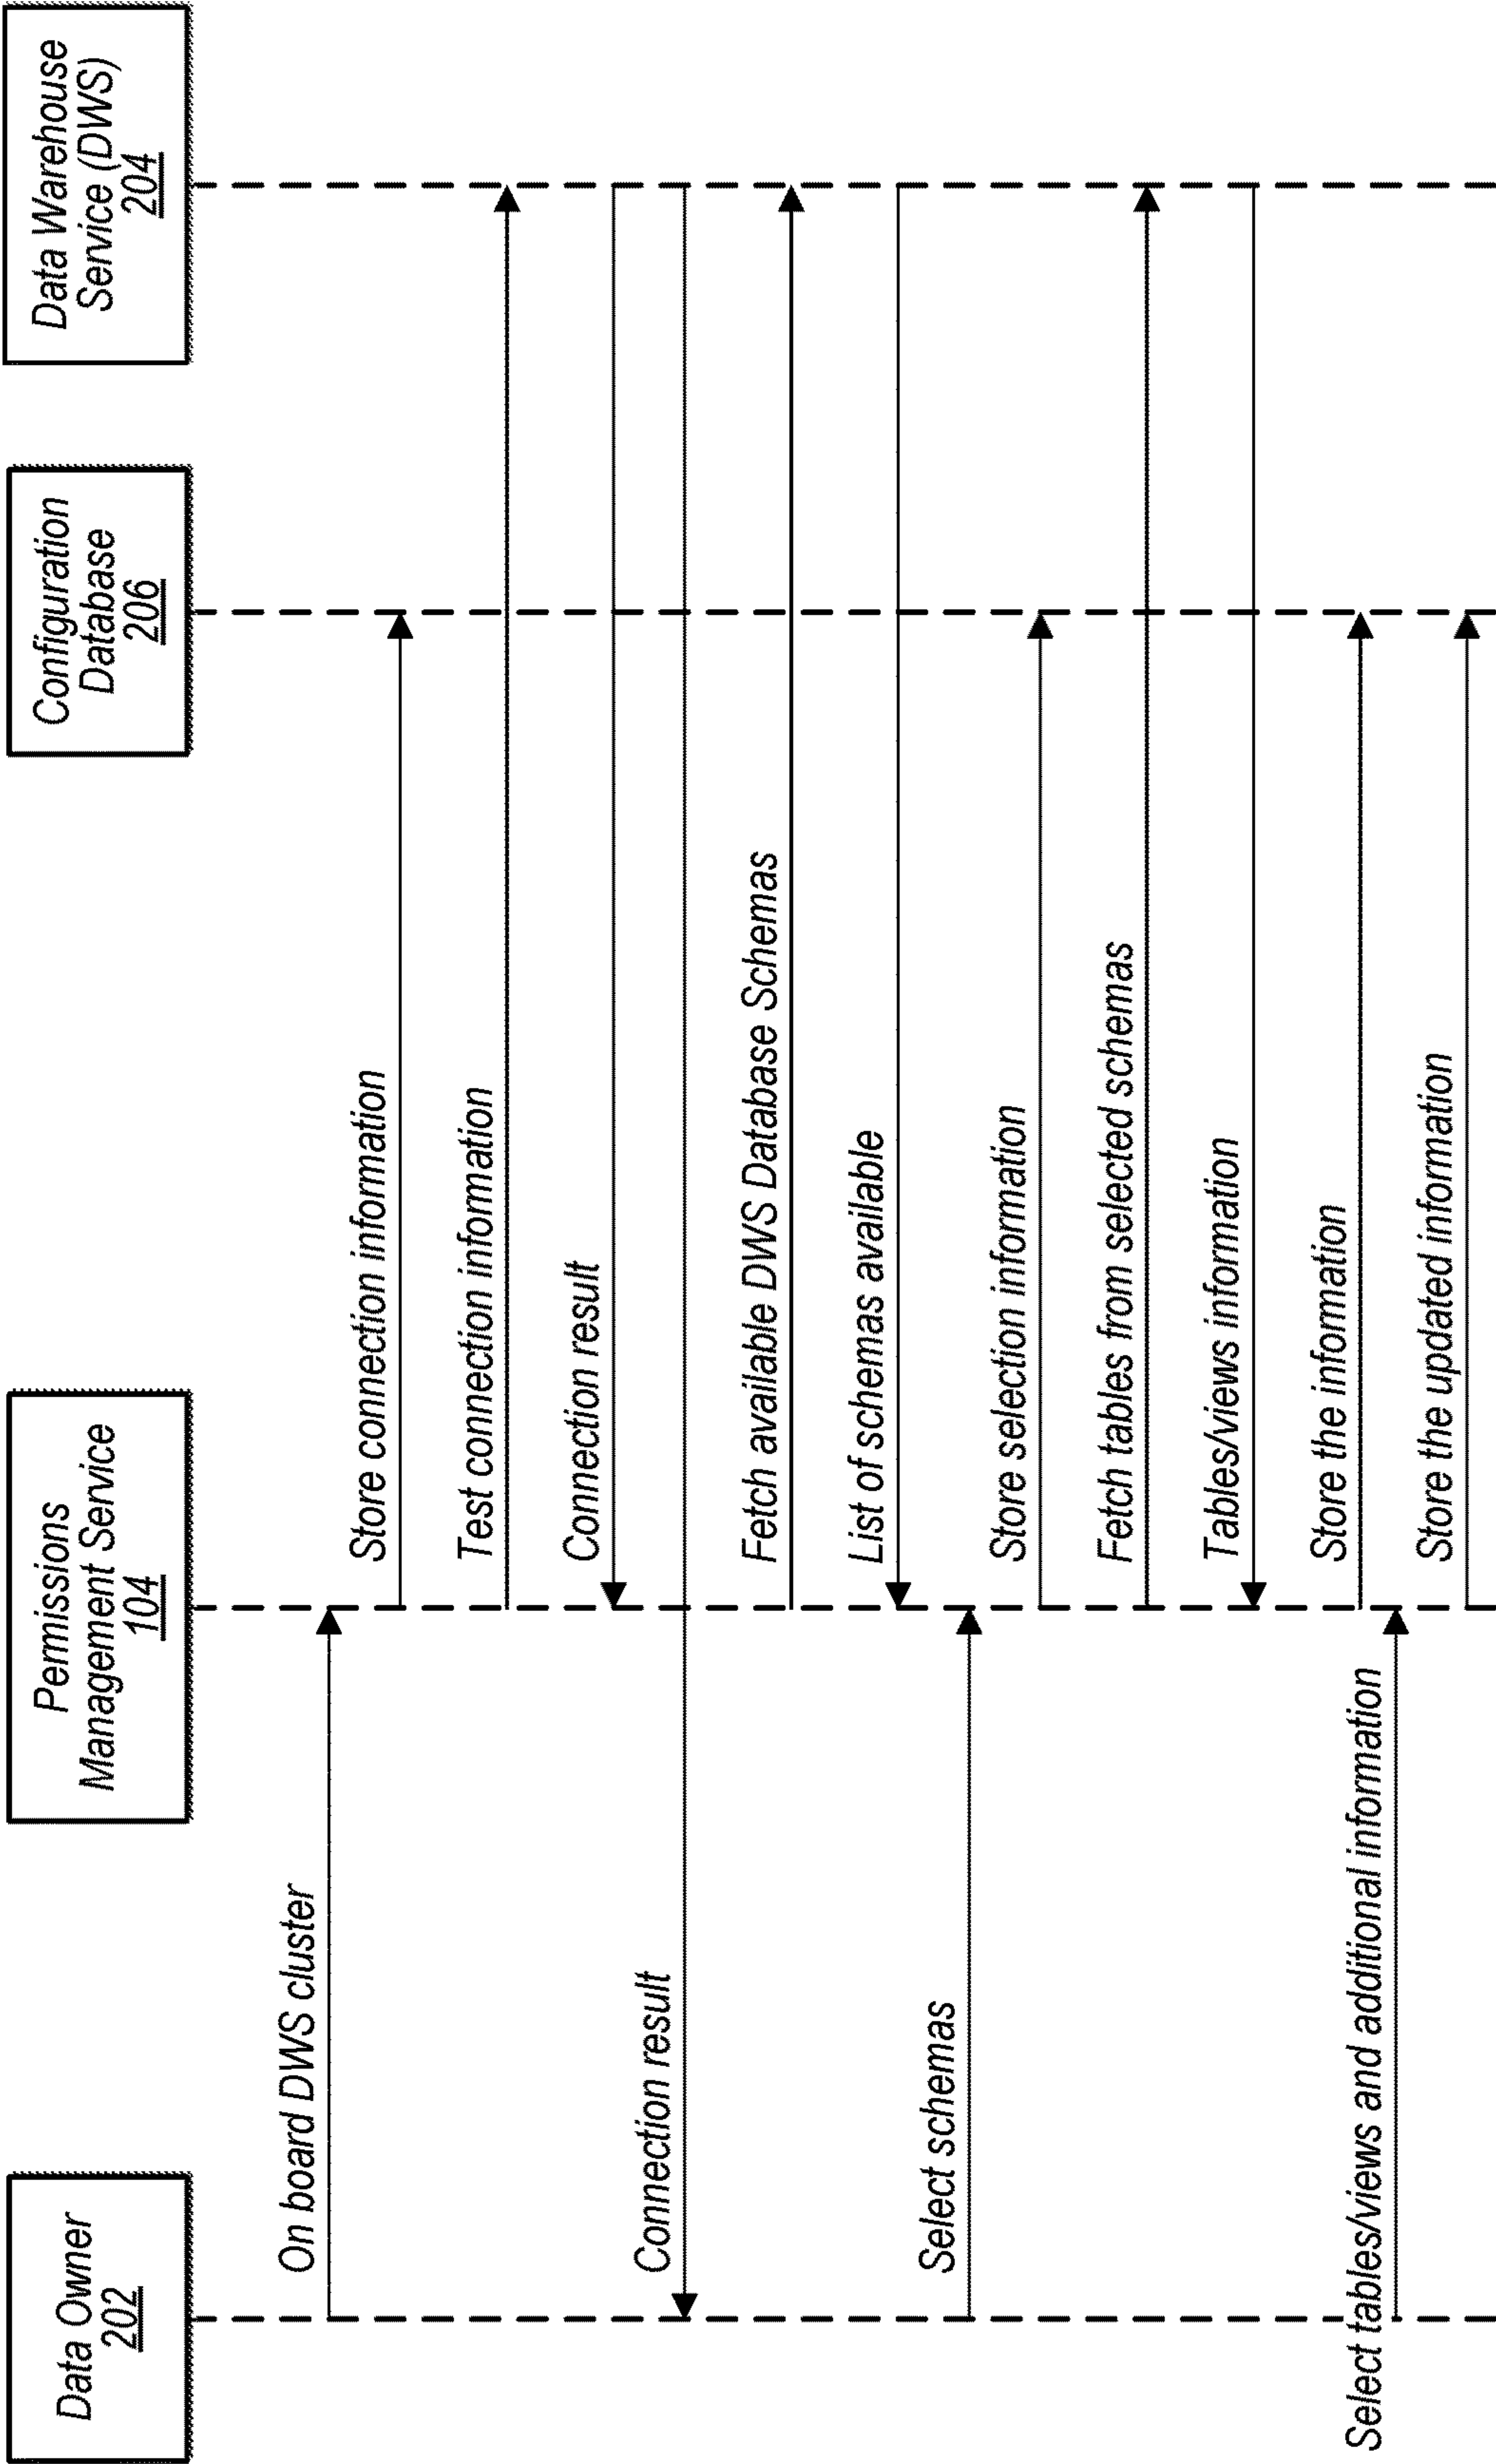 Data Owner
202
Permissions
Management Service
104
Configuration
Database
206
Data Warehouse
Service (DWS)
204
On board DWS cluster
Store connection information
Test connection information
Connection result
Connection result
Fetch available DWS Database Schemas
List of schemas available
Select schemas
Store selection information
Fetch tables from selected schemas
Tables/views information
Store the information
Select tables/views and additional information
Store the updated information